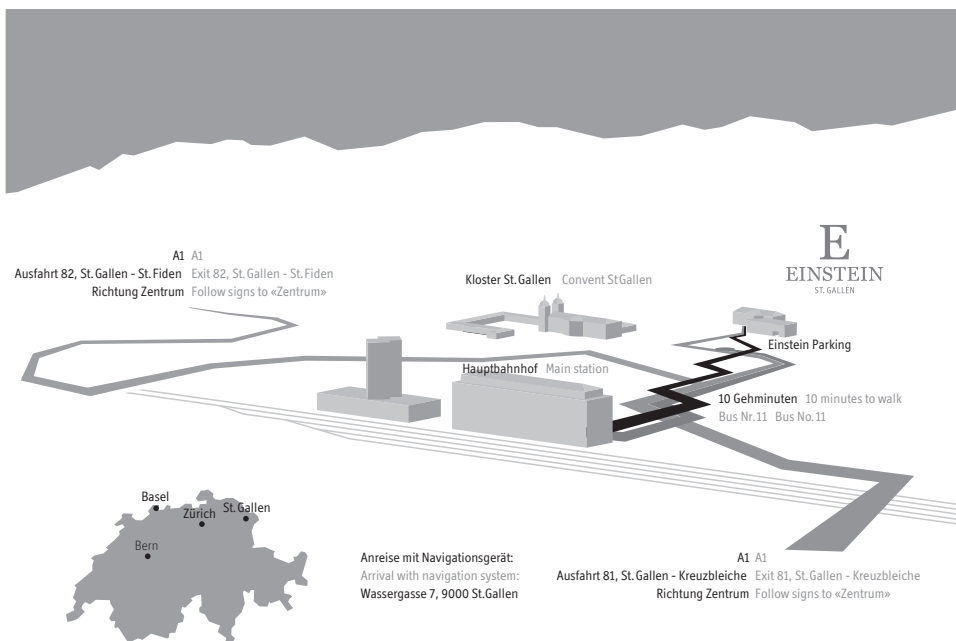 E
EINSTEIN
ST. GALLEN
A1 A1
Ausfahrt 82, St. Gallen - St. Fiden Exit 82, St. Gallen - St. Fiden
Richtung Zentrum Follow signs to «Zentrum»
Kloster St. Gallen Convent StGallen
Einstein Parking
Hauptbahnhof Main station
10 Gehminuten 10 minutes to walk
Bus Nr. 11 Bus No. 11
Basel
Zürich
St. Gallen
Bern
Anreise mit Navigationsgerät:
Arrival with navigation system:
Wassergasse 7, 9000 St.Gallen
A1 A1
Ausfahrt 81, St. Gallen - Kreuzbleiche Exit 81, St. Gallen - Kreuzbleiche
Richtung Zentrum Follow signs to «Zentrum»